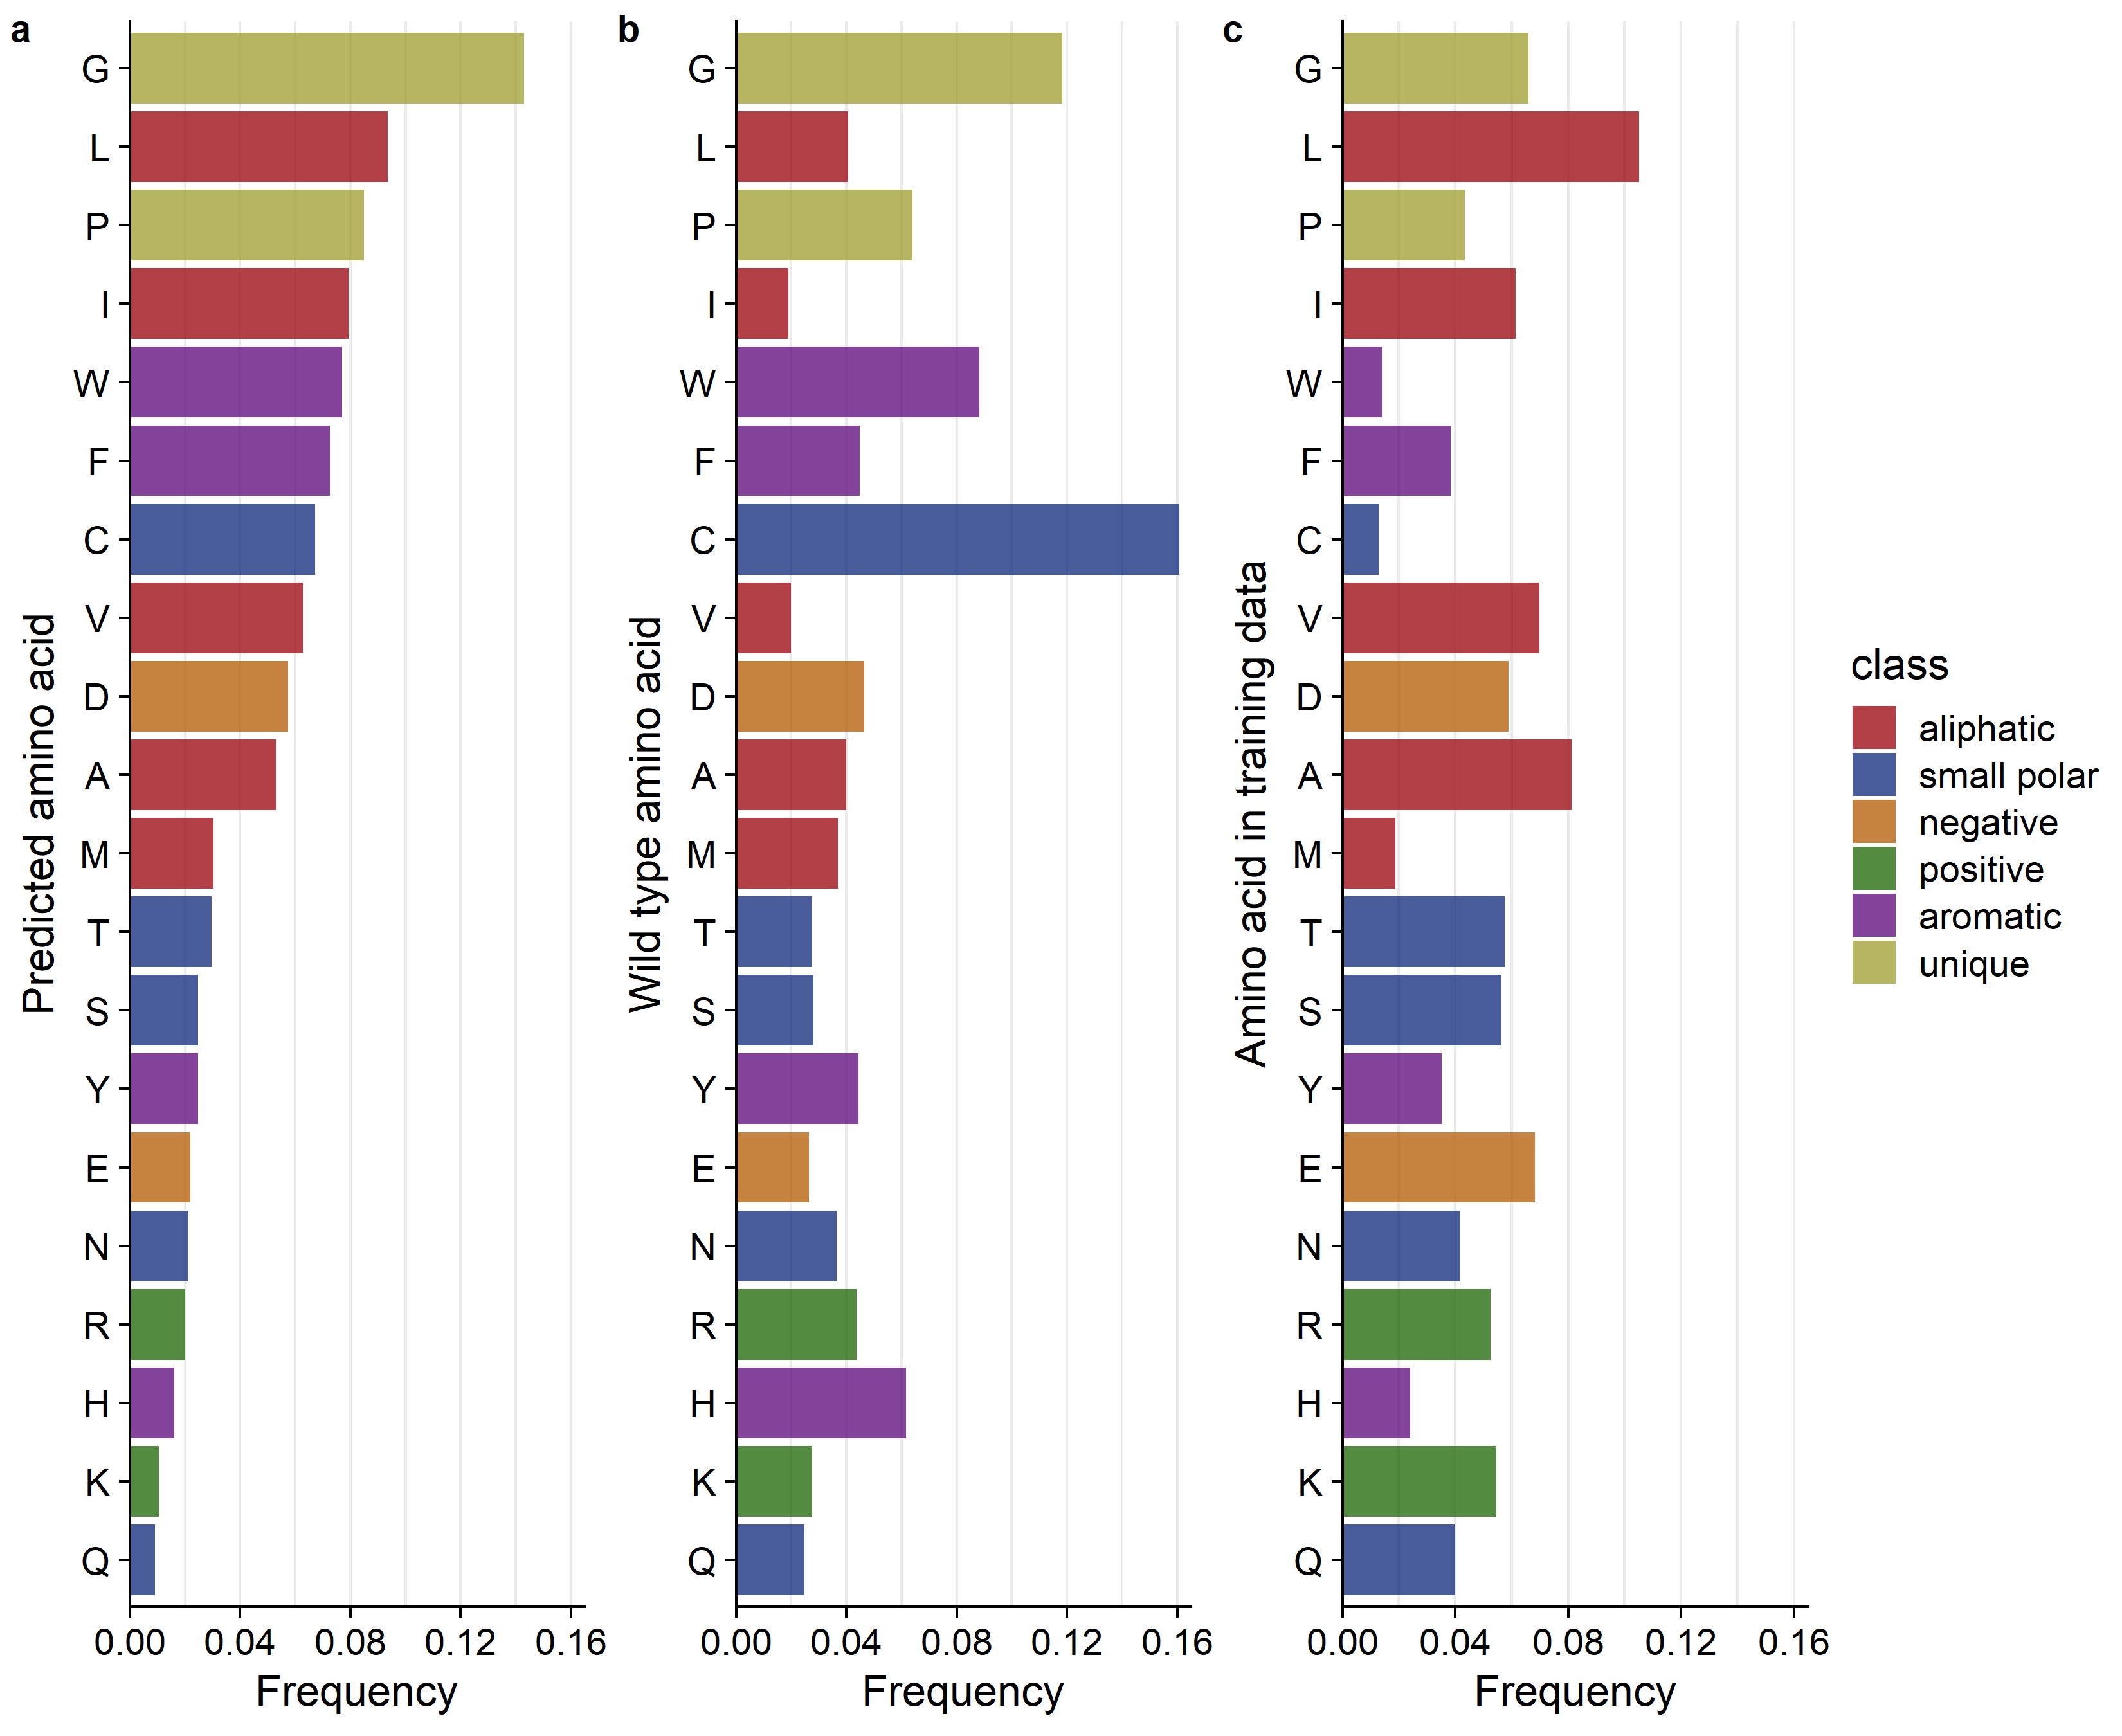 a
Predicted amino acid
G
L
P
I
W
F
C
V
D
A
M
T
S
Y
E
N
R
H
K
Q
0.00 0.04 0.08 0.12 0.16
Frequency
b
Wild type amino acid
G
L
P
I
W
F
C
V
D
A
M
T
S
Y
E
N
R
H
K
Q
0.00 0.04 0.08 0.12 0.16
Frequency
c
Amino acid in training data
G
L
P
I
W
F
C
V
D
A
M
T
S
Y
E
N
R
H
K
Q
0.00 0.04 0.08 0.12 0.16
Frequency
class
aliphatic
small polar
negative
positive
aromatic
unique